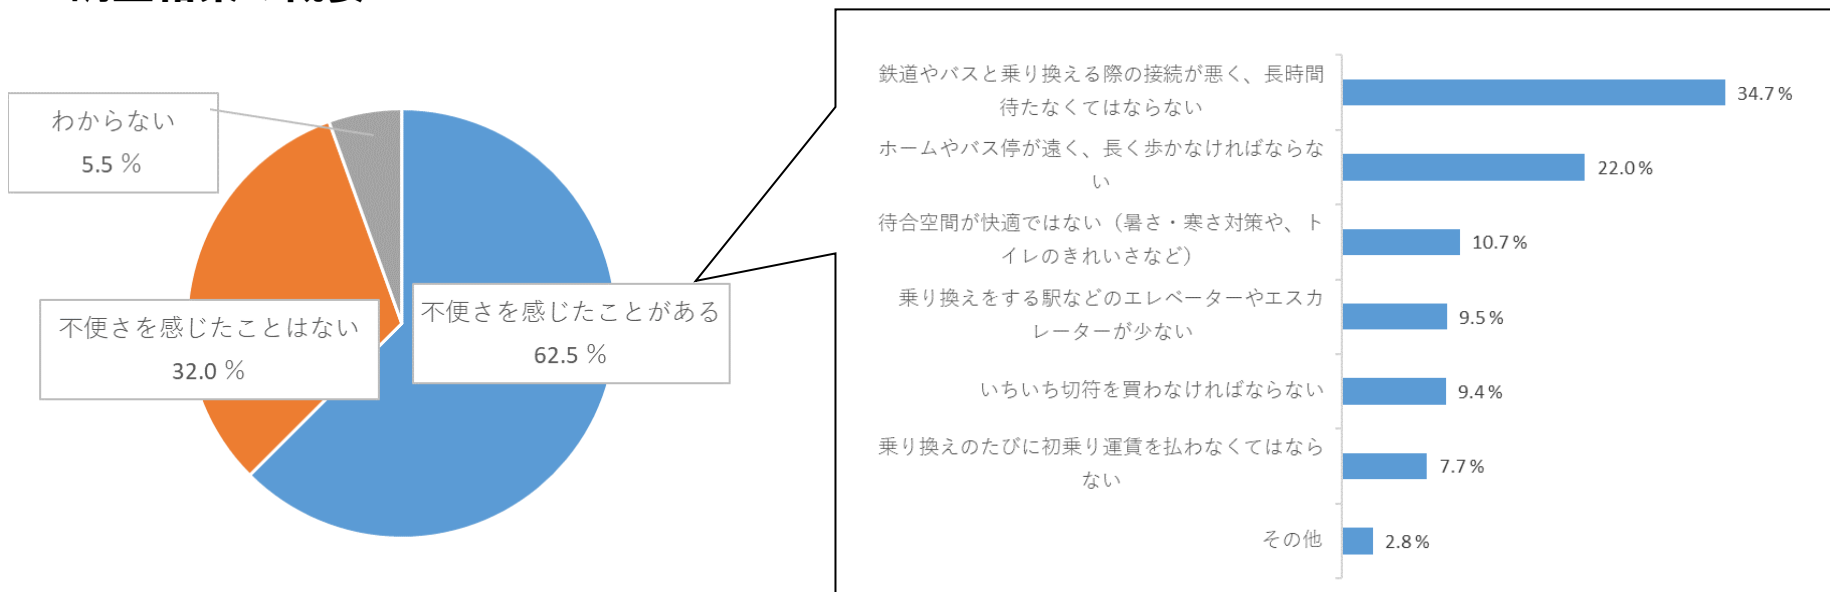 わからない
5.5 %
不便さを感じたことはない
32.0 %
不便さを感じたことがある
62.5 %
鉄道やバスと乗り換える際の接続が悪く、長時間
待たなくてはならない
34.7%
ホームやバス停が遠く、長く歩かなければならな
い
22.0%
待合空間が快適ではない（暑さ・寒さ対策や、ト
イレのきれいさなど）
10.7%
乗り換えをする駅などのエレベーターやエスカ
レーターが少ない
9.5%
いちいち切符を買わなければならない
9.4%
乗り換えのたびに初乗り運賃を払わなくてはなら
ない
7.7%
その他
2.8%